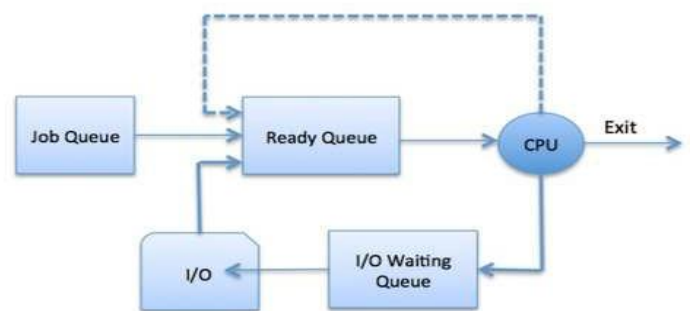 Job Queue
Ready Queue
CPU
Exit
I/O
I/O Waiting
Queue